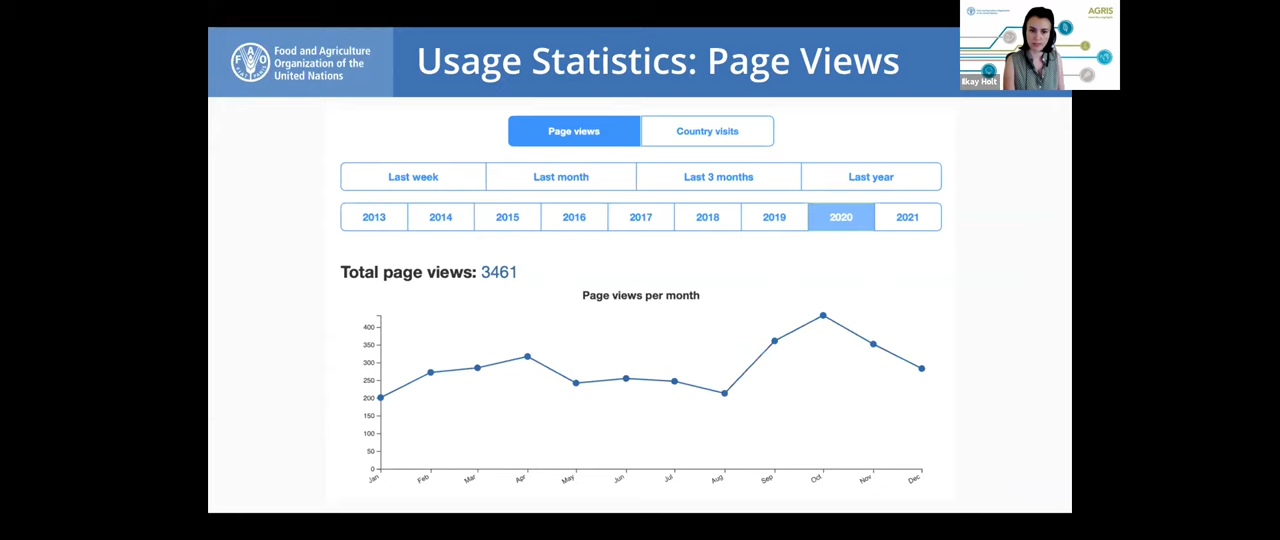 AGRIS
Food and Agriculture
Organization of the
United Nations
Usage Statistics: Page Views
Ilkay Holt
Page views
Country visits
Last week
Last month
Last 3 months
Last year
2013
2014
2015
2016
2017
2018
2019
2020
2021
Total page views: 3461
Page views per month
400
350
300
250
200
150
100
50
0
Jan
Feb
Mar
Apr
May
Jun
Jul
Aug
Sep
Oct
Nov
Dec